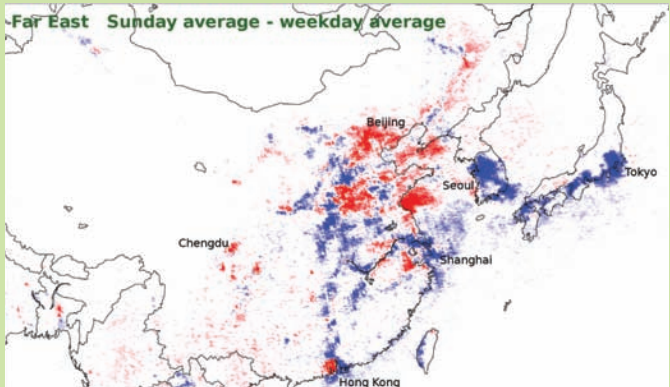 Far East Sunday average - weekday average
Beijing
Seoul
Tokyo
Chengdu
Shanghai
Hong Kong